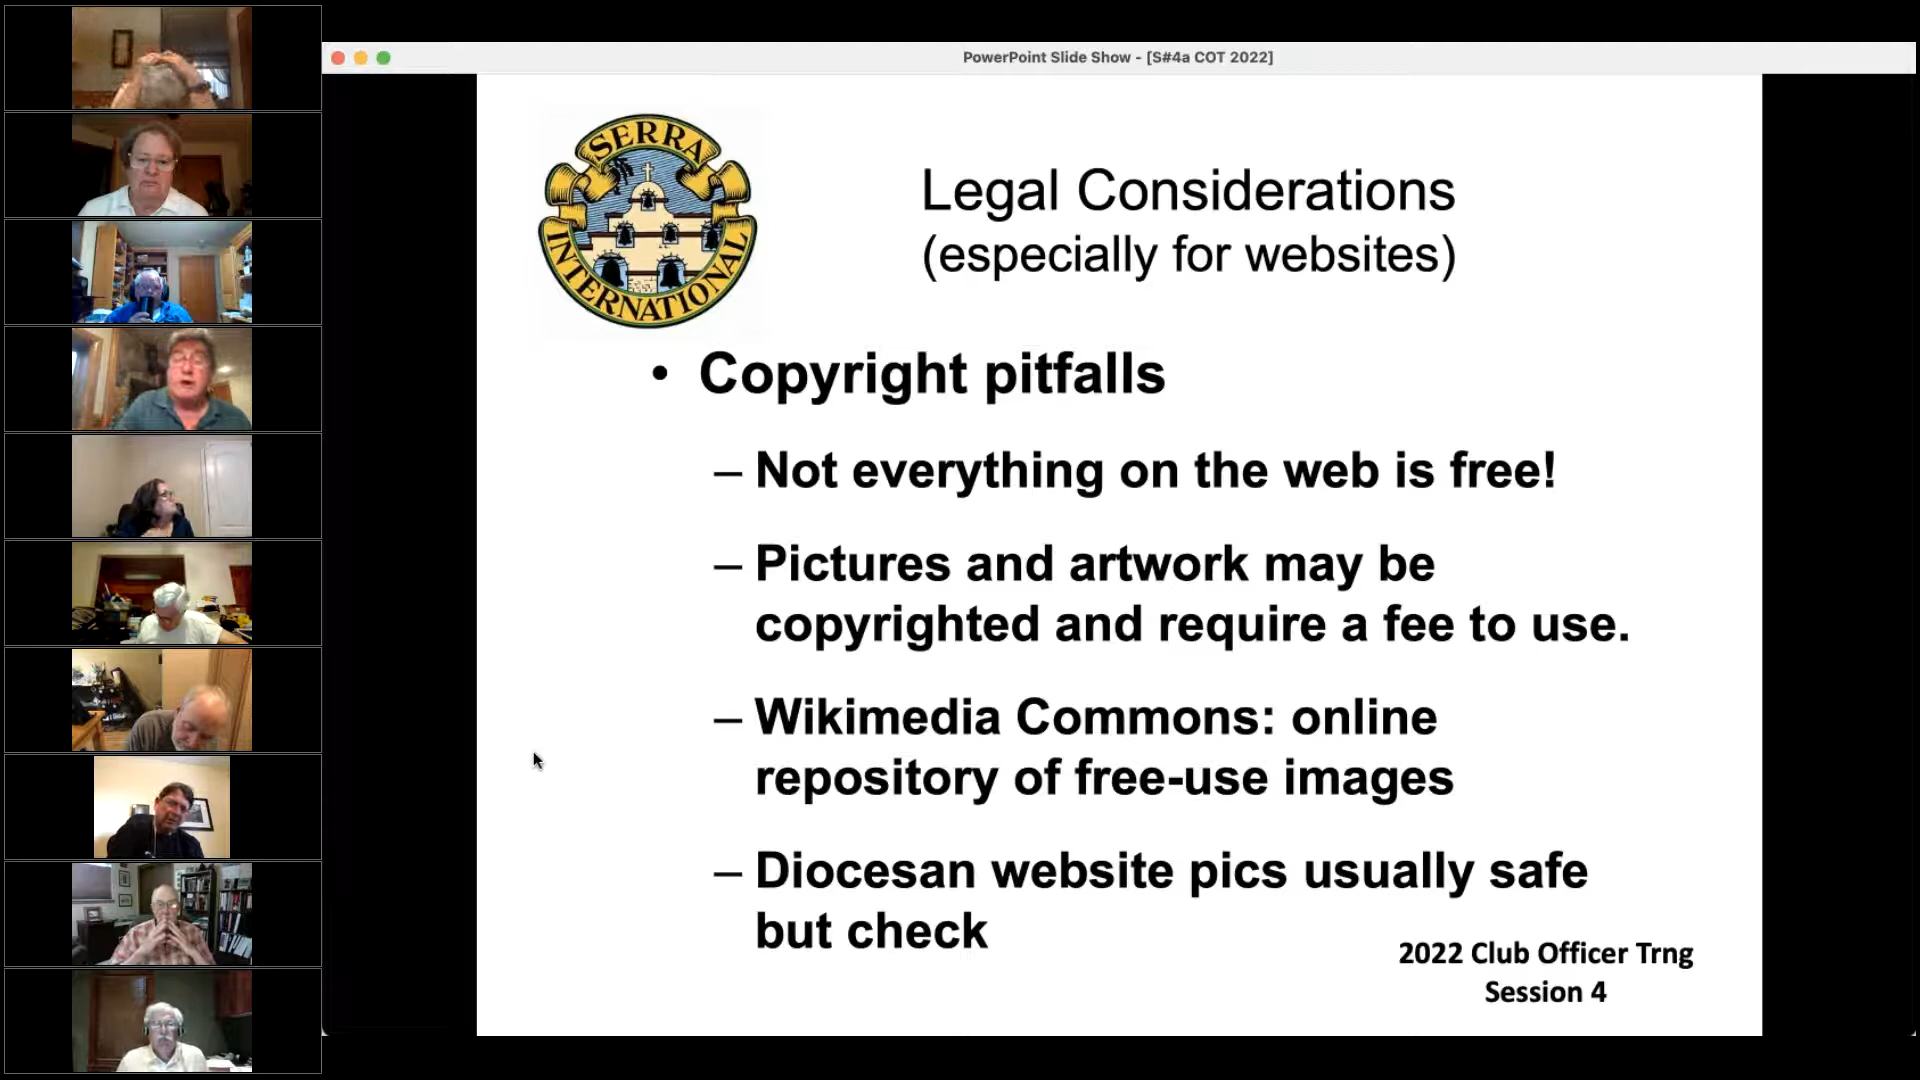 PowerPoint Slide Show - [S#4a COT 2022]
SERRA
INTERNATIONAL
Legal Considerations
(especially for websites)
• Copyright pitfalls
– Not everything on the web is free!
– Pictures and artwork may be
copyrighted and require a fee to use.
– Wikimedia Commons: online
repository of free-use images
– Diocesan website pics usually safe
but check
2022 Club Officer Trng
Session 4